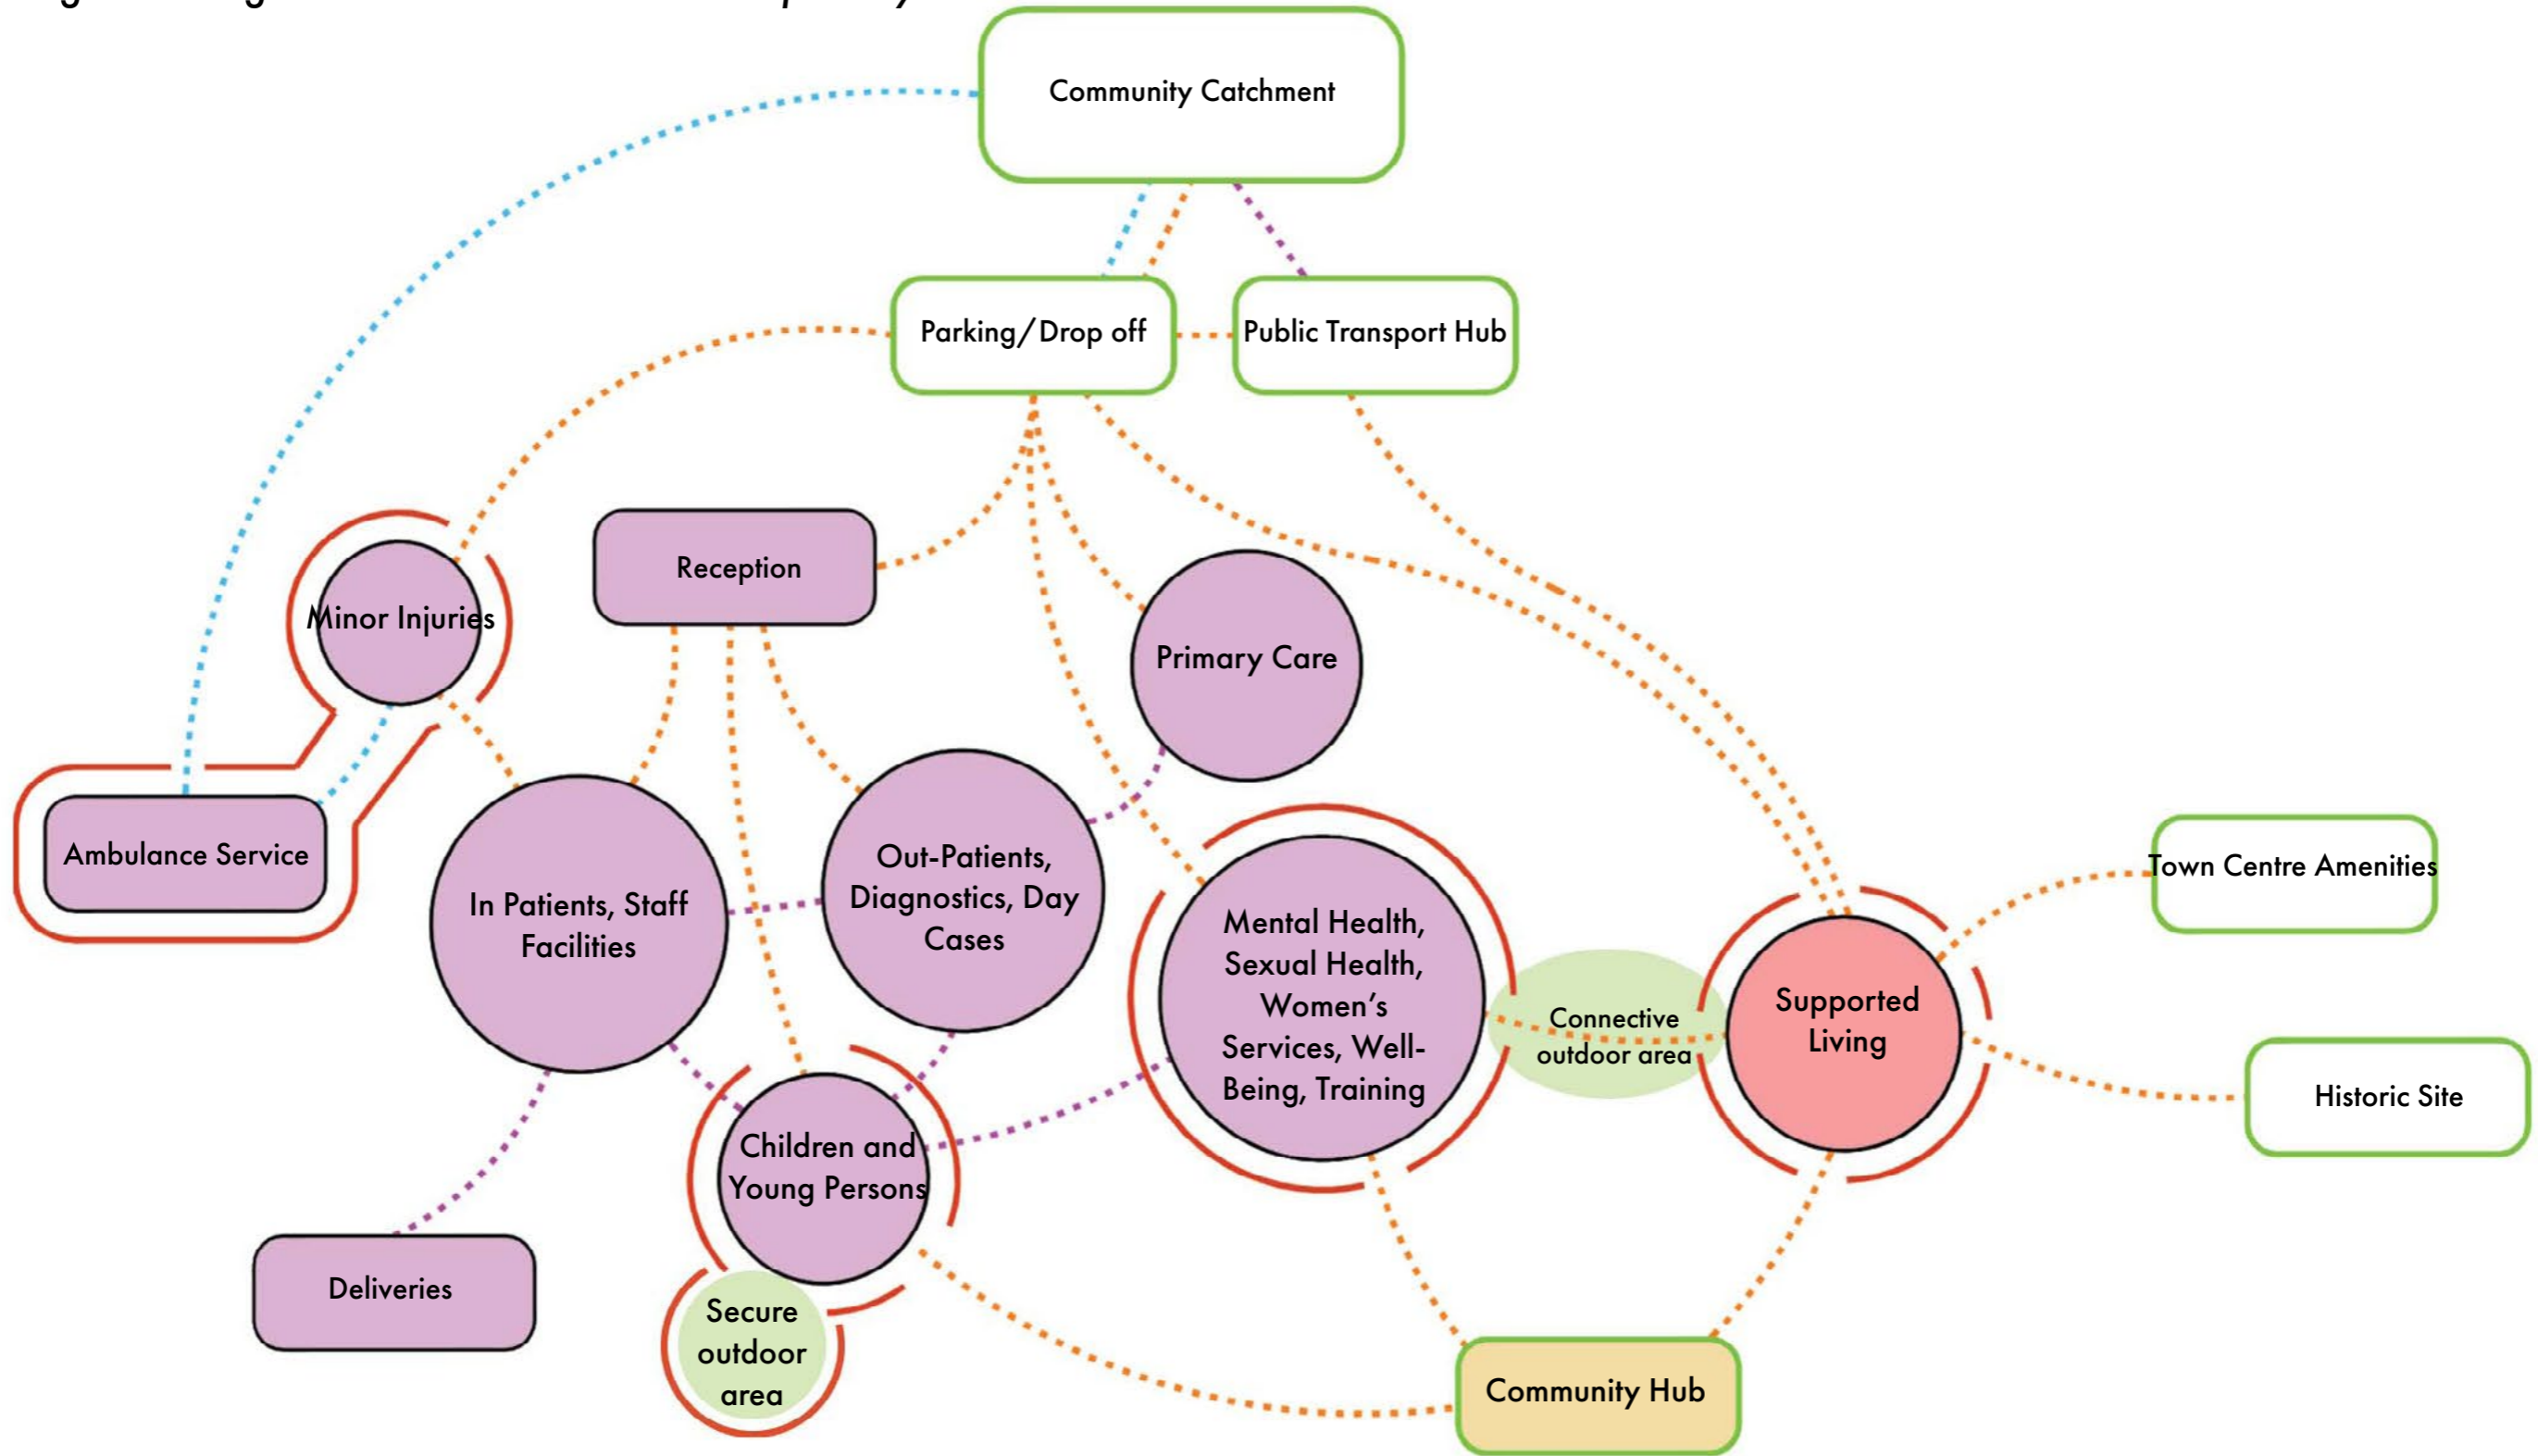 Community Catchment
Parking/Drop off
Public Transport Hub
Reception
Minor Injuries
Primary Care
Ambulance Service
In Patients, Staff
Facilities
Out-Patients,
Diagnostics, Day
Cases
Mental Health,
Sexual Health,
Women’s
Services, Well-
Being, Training
Connective
outdoor area
Supported
Living
Town Centre Amenities
Historic Site
Children and
Young Persons
Deliveries
Secure
outdoor
area
Community Hub